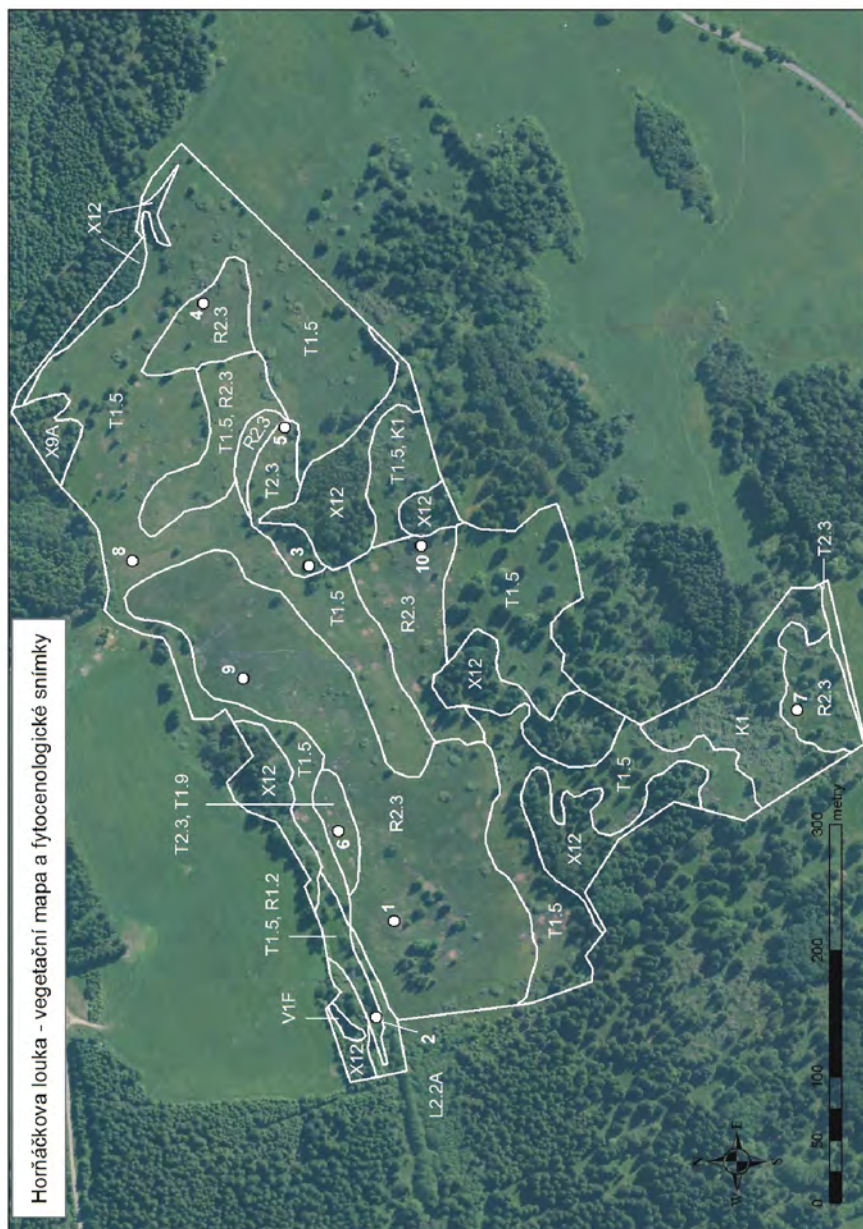 Horňáčkova louka - vegetační mapa a fytocenologické snímky
X9A
X12
T1.5
8
T2.3, T1.9
4
R2.3
T1.5, R2.3
9
R2.3
X12
T1.5, R1.2
T2.3
V1F
5
T1.5
T1.5
3
X12
6
T1.5
X12
1
R2.3
T1.5, K1
R2.3
10
X12
2
L2.2A
X12
T1.5
T1.5
X12
T1.5
K1
7
R2.3
T2.3
N
W E
S
0 50 100 200 300
metry